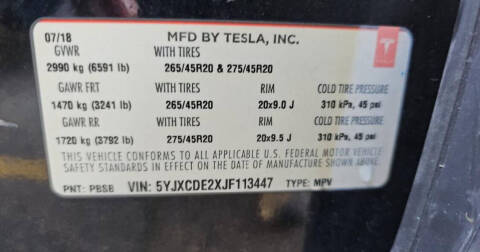 07/18 MFD BY TESLA, INC.
GVWR WITH TIRES
2990 kg (6591 lb) 265/45R20 & 275/45R20
GAWR FRT WITH TIRES RIM COLD TIRE PRESSURE
1470 kg (3241 lb) 265/45R20 20x9.0 J 310 kPa, 45 psi
GAWR RR WITH TIRES RIM COLD TIRE PRESSURE
1720 kg (3792 lb) 275/45R20 20x9.5 J 310 kPa, 45 psi
THIS VEHICLE CONFORMS TO ALL APPLICABLE U.S. FEDERAL MOTOR VEHICLE
SAFETY STANDARDS IN EFFECT ON THE DATE OF MANUFACTURE SHOWN ABOVE.
PNT: PBSB VIN: 5YJXCDE2XJF113447 TYPE: MPV